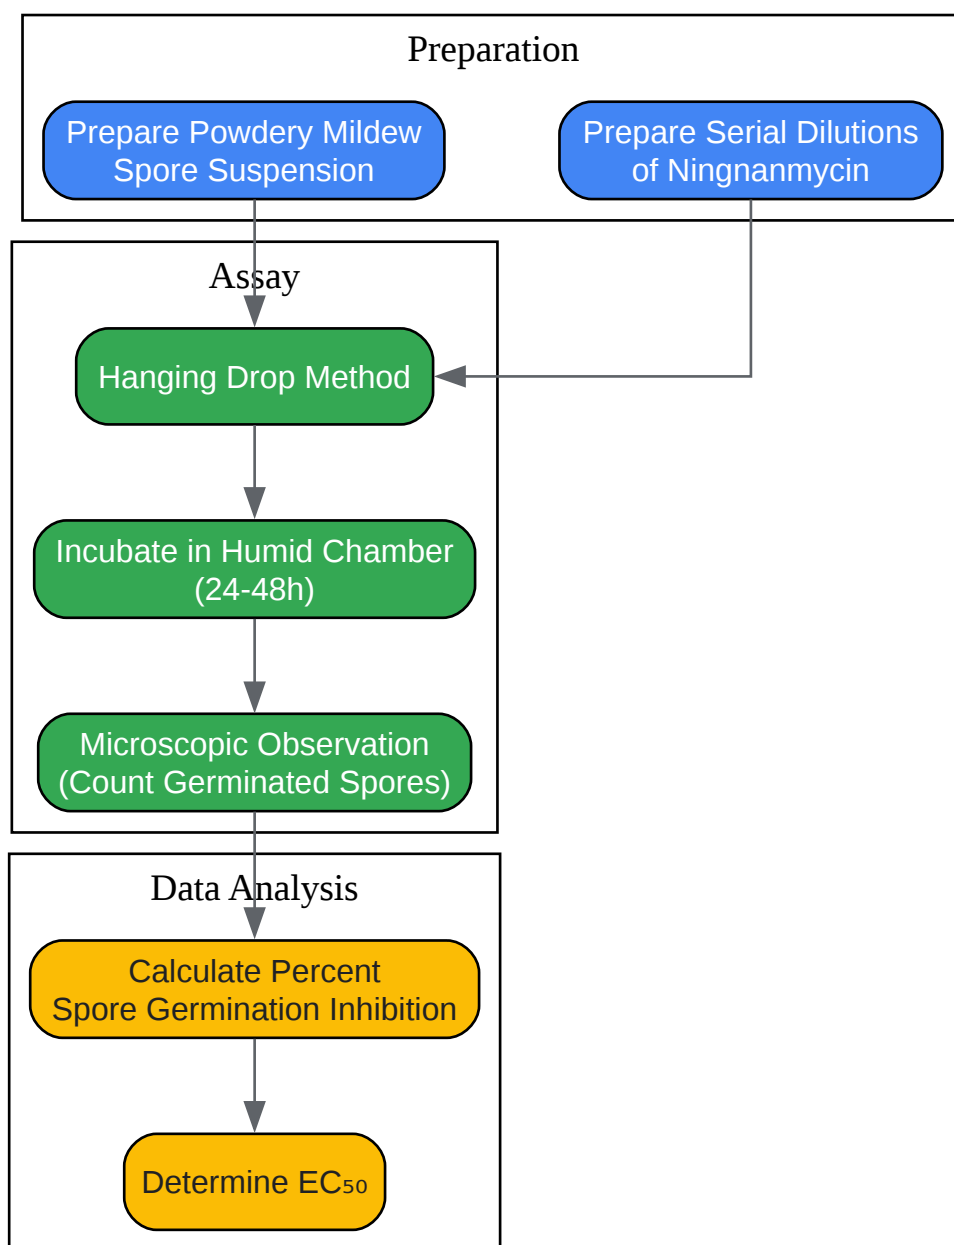 Preparation
Prepare Powdery Mildew
Spore Suspension
Prepare Serial Dilutions
of Ningnanmycin
Assay
Hanging Drop Method
Incubate in Humid Chamber
(24-48h)
Microscopic Observation
(Count Germinated Spores)
Data Analysis
Calculate Percent
Spore Germination Inhibition
Determine EC₅₀